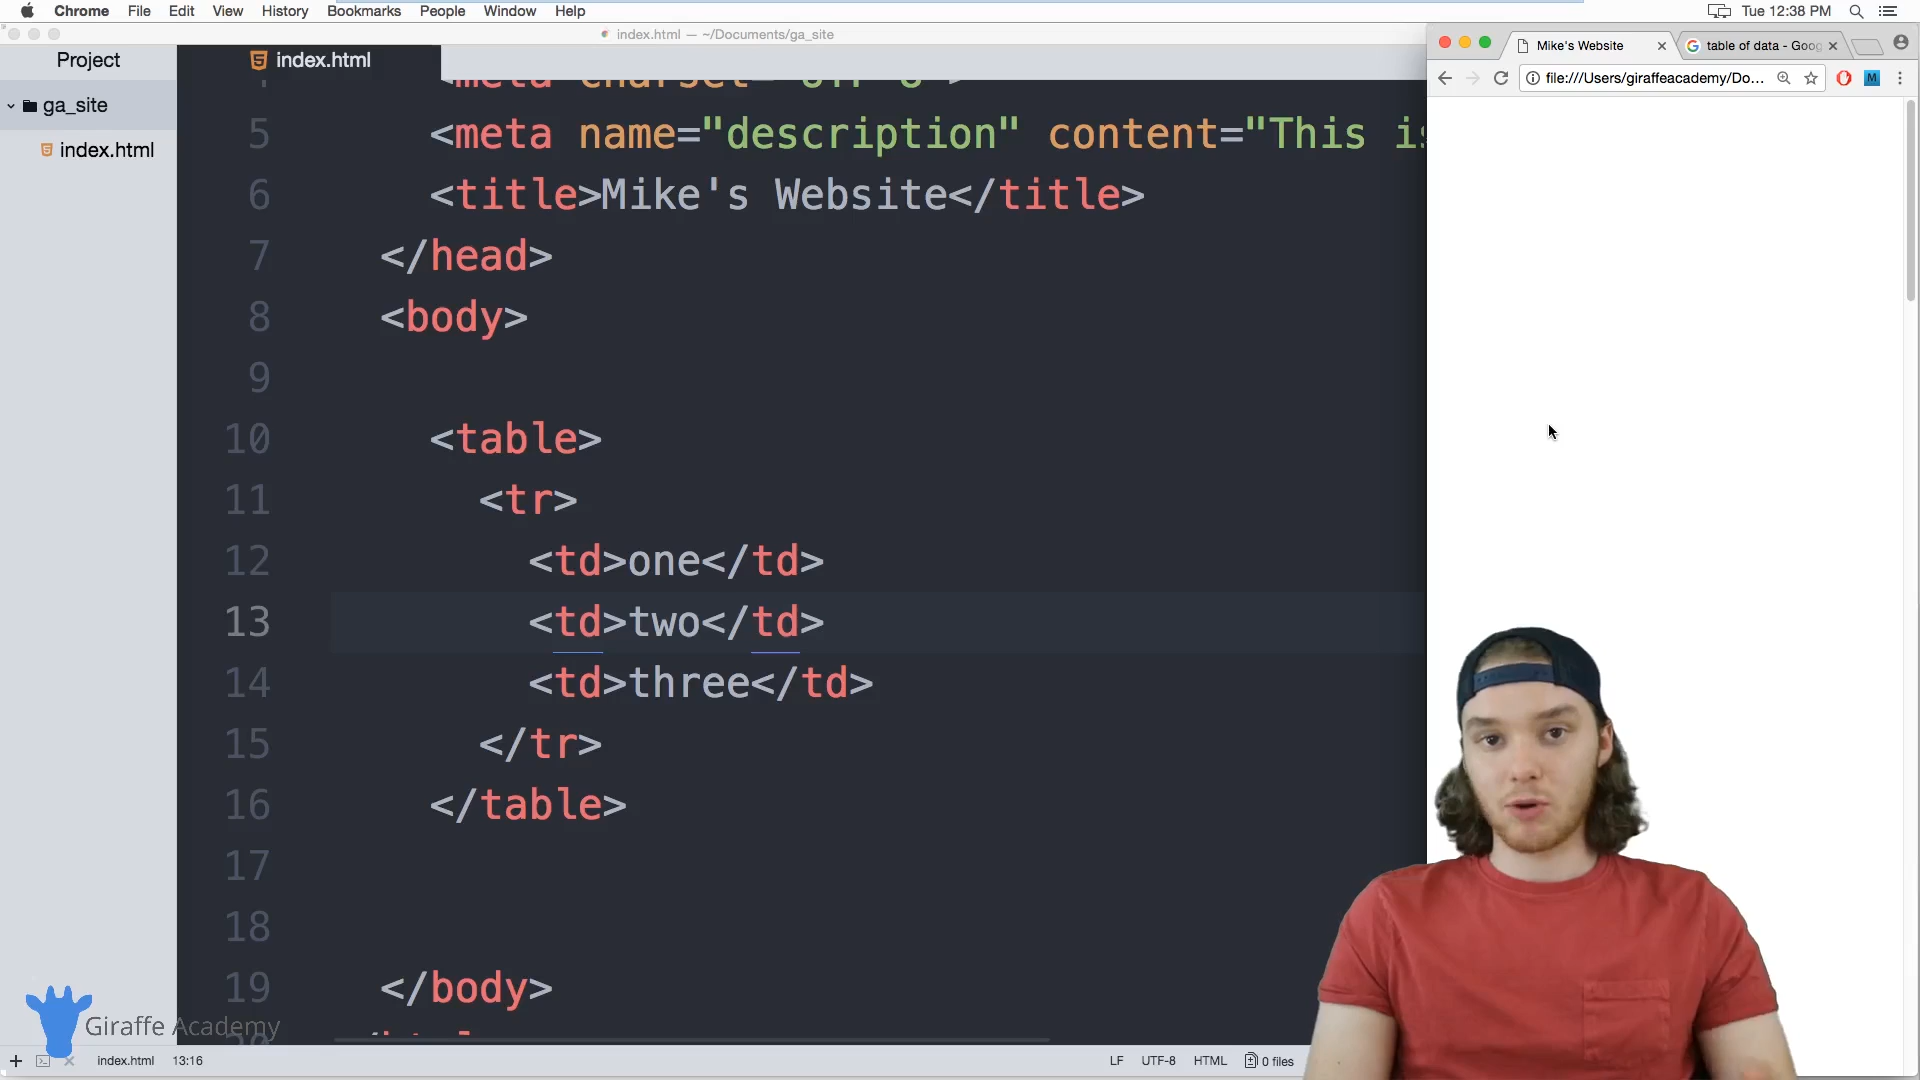 Chrome File Edit View History Bookmarks People Window Help Tue 12:38 PM
index.html — ~/Documents/ga_site
Mike's Website
table of data - Goog
Project
index.html
file:///Users/giraffeacademy/Do...
ga_site
index.html
5 <meta name="description" content="This is
6 <title>Mike's Website</title>
7 </head>
8 <body>
9
10 <table>
11 <tr>
12 <td>one</td>
13 <td>two</td>
14 <td>three</td>
15 </tr>
16 </table>
17
18
19 </body>
Giraffe Academy
index.html 13:16 LF UTF-8 HTML 0 files